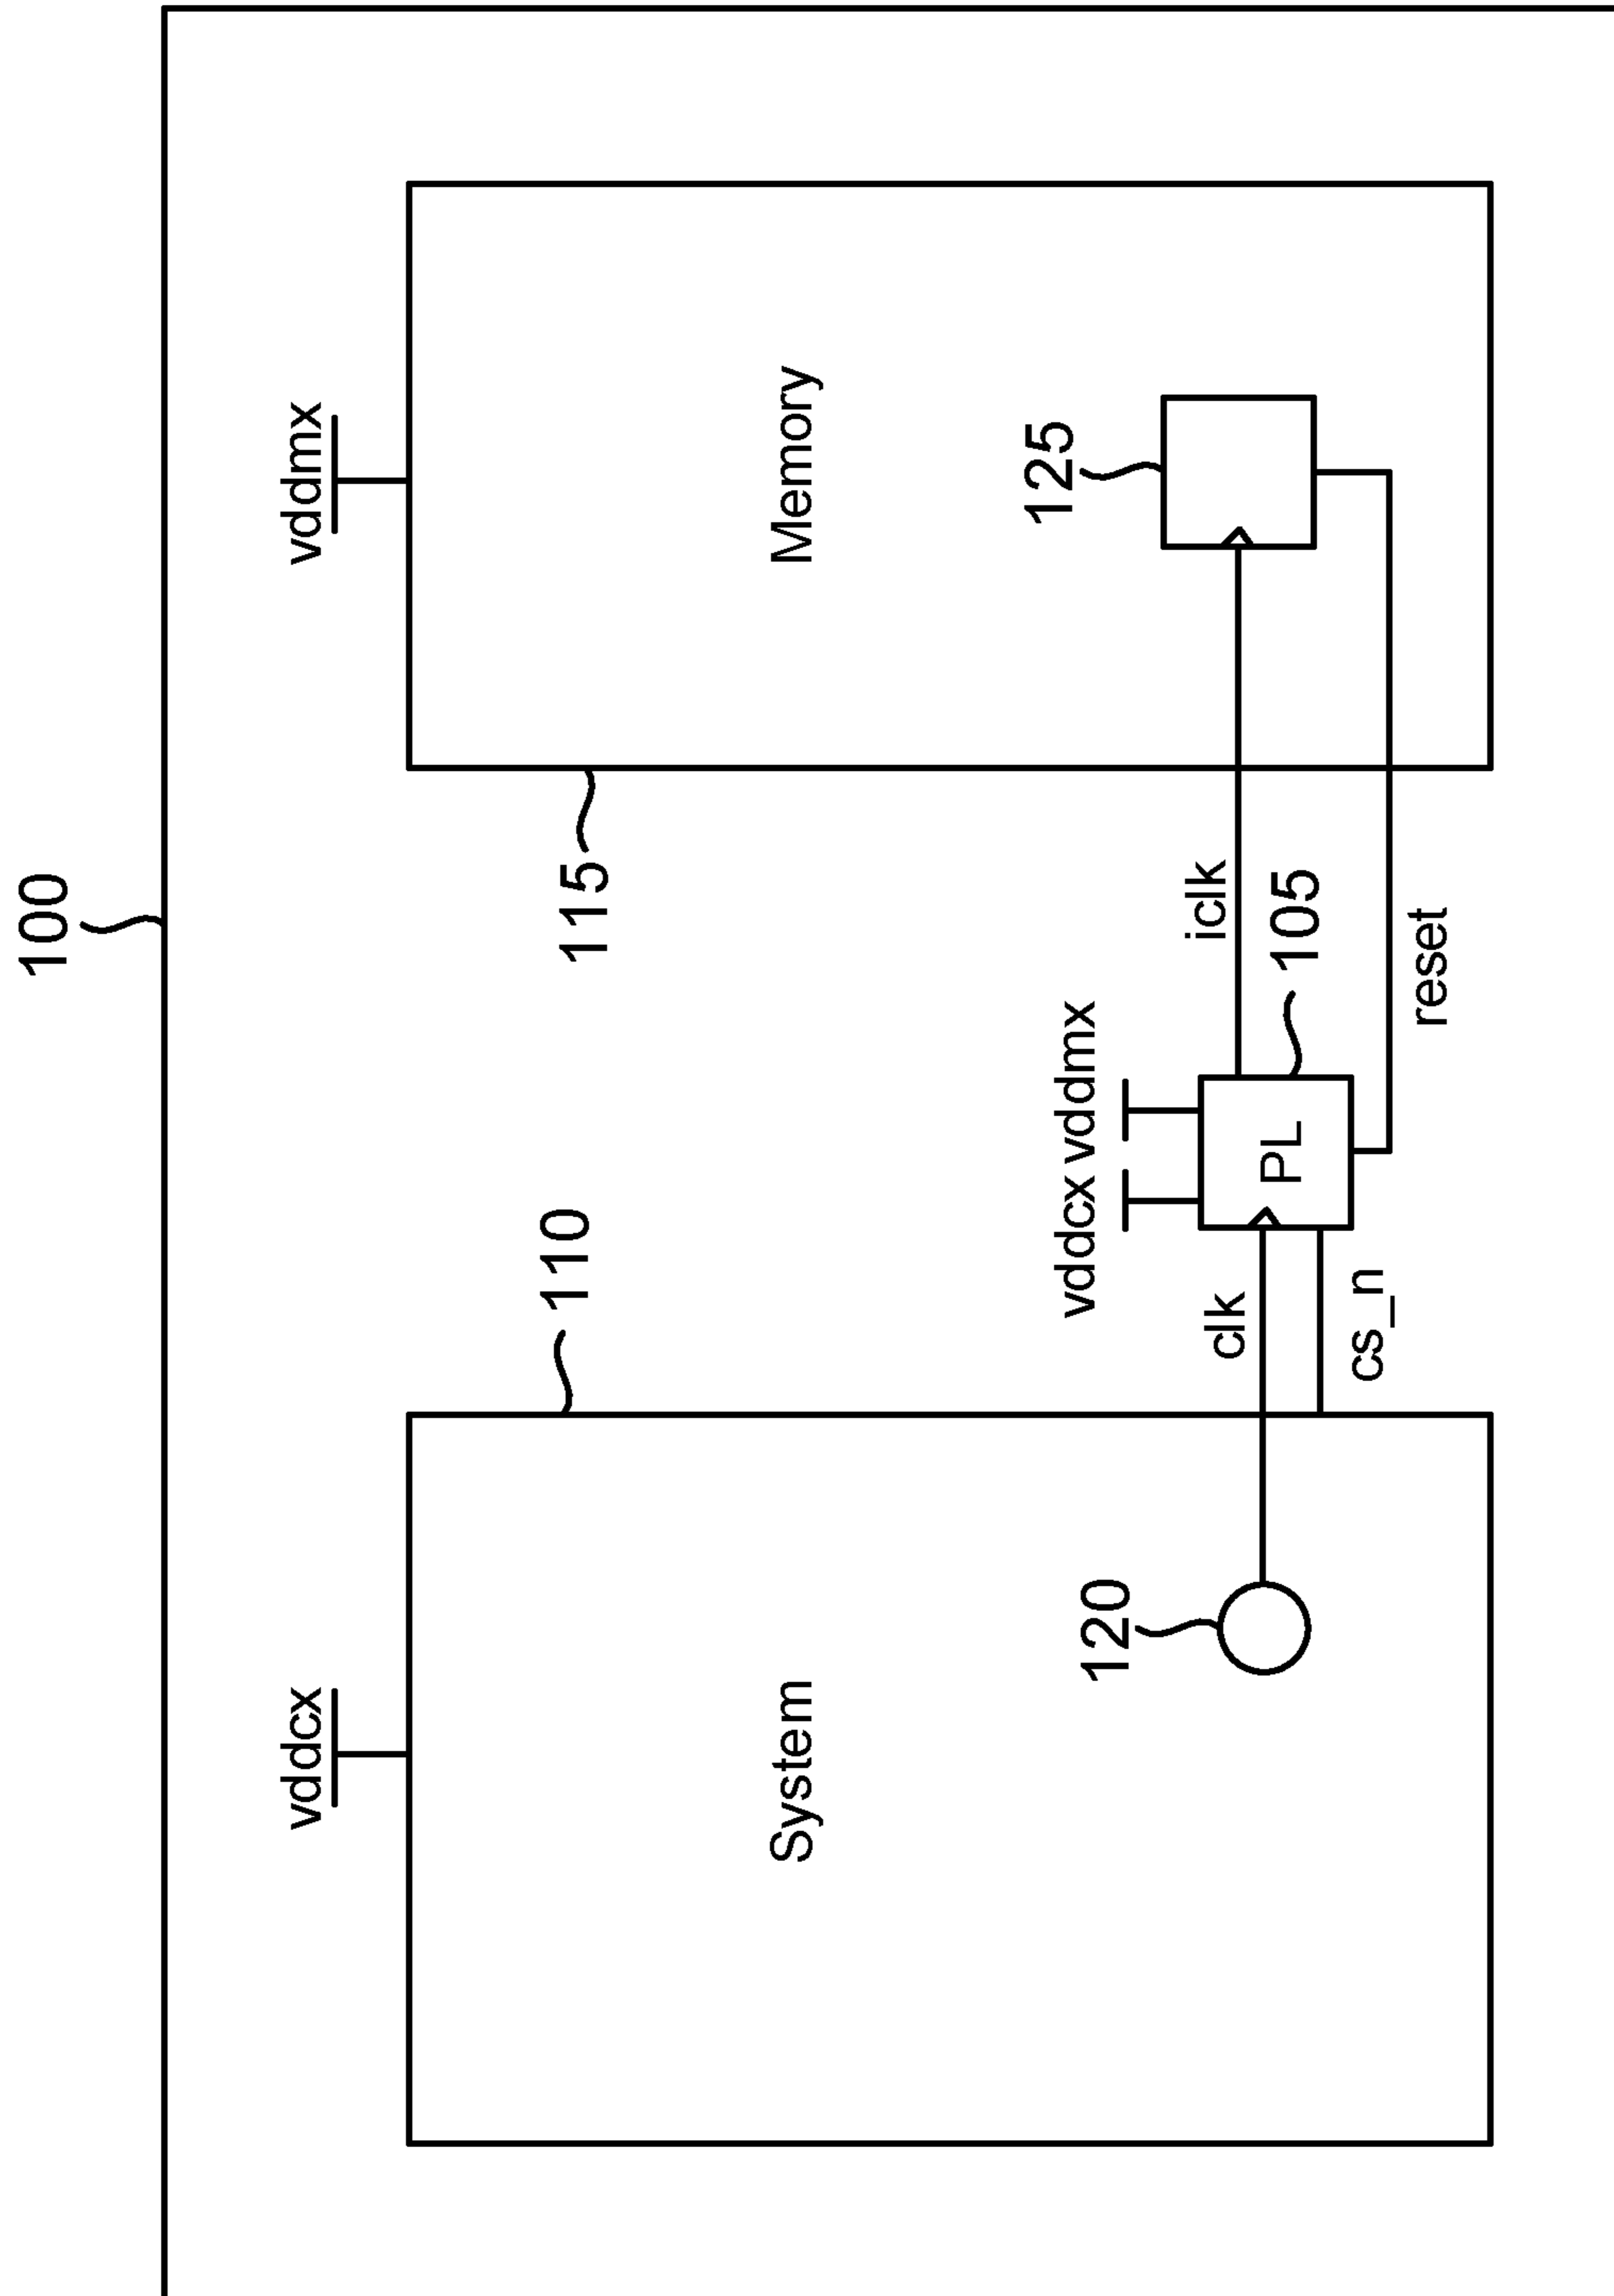 100
vddcx
vddmx
110
115
System
Memory
vddcx vddmx
120
125
clk
iclk
PL
105
cs_n
reset